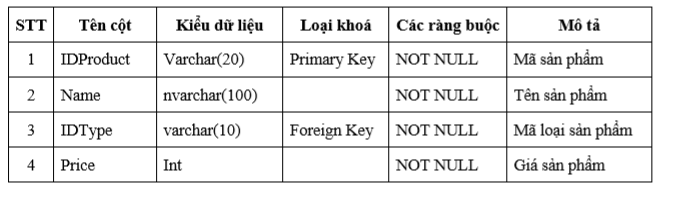 STT Tên cột Kiểu dữ liệu Loại khoá Các ràng buộc Mô tả
1 IDProduct Varchar(20) Primary Key NOT NULL Mã sản phẩm
2 Name nvarchar(100) NOT NULL Tên sản phẩm
3 IDType varchar(10) Foreign Key NOT NULL Mã loại sản phẩm
4 Price Int NOT NULL Giá sản phẩm